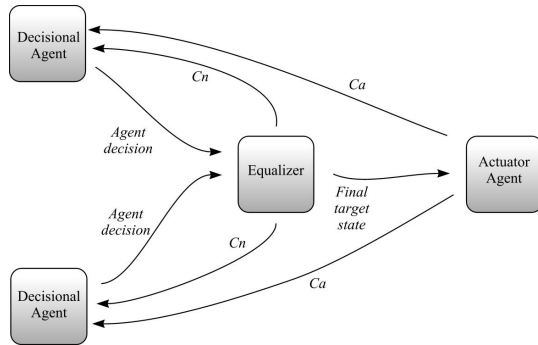 Decisional
Agent
Cn
Ca
Agent
decision
Equalizer
Actuator
Agent
Agent
decision
Final
target
state
Cn
Ca
Decisional
Agent